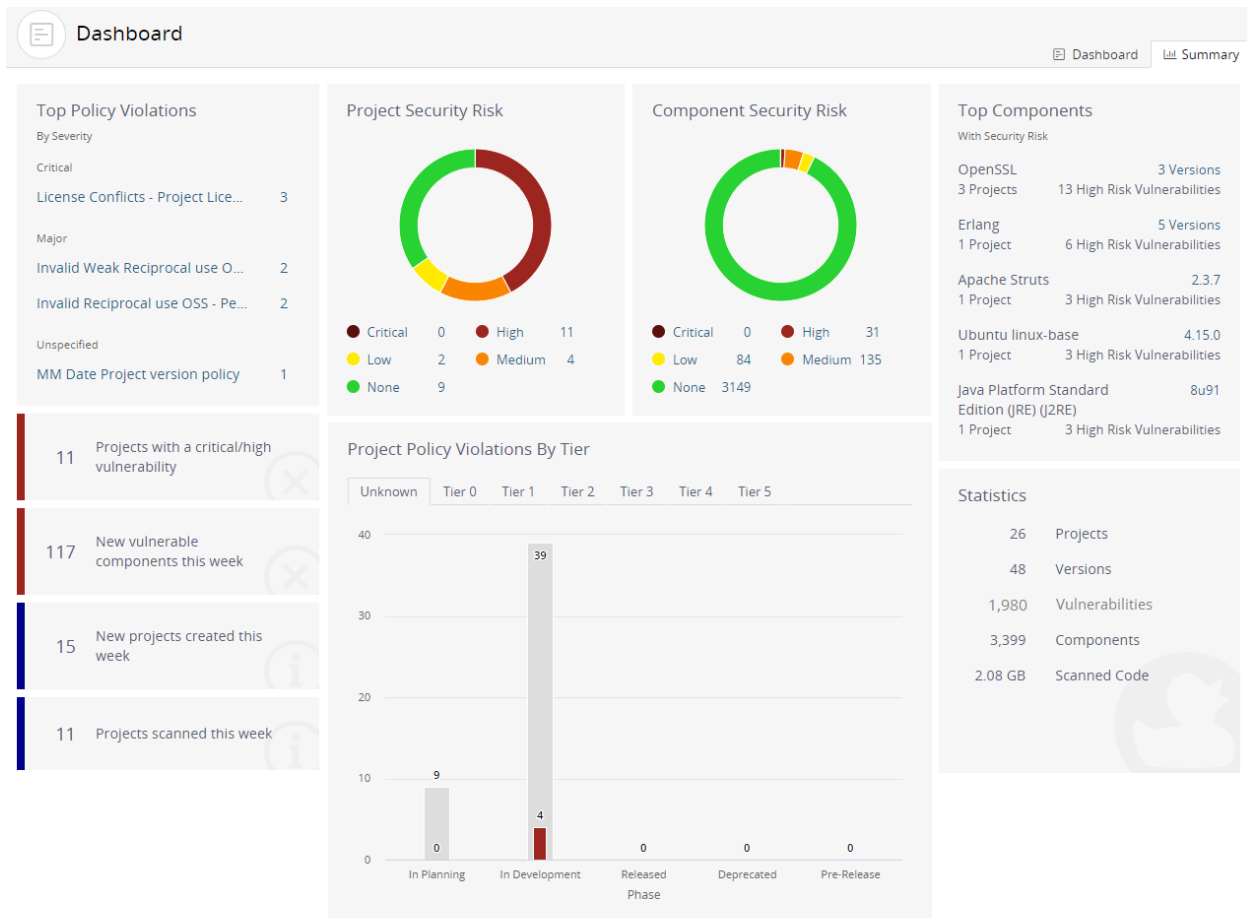 Dashboard
Dashboard
Summary
Top Policy Violations
By Severity
Critical
License Conflicts - Project Lice... 3
Major
Invalid Weak Reciprocal use O... 2
Invalid Reciprocal use OSS - Pe... 2
Unspecified
MM Date Project version policy 1
11 Projects with a critical/high
vulnerability
117 New vulnerable
components this week
15 New projects created this
week
11 Projects scanned this week
Project Security Risk
Critical 0 High 11
Low 2 Medium 4
None 9
Component Security Risk
Critical 0 High 31
Low 84 Medium 135
None 3149
Project Policy Violations By Tier
Unknown Tier 0 Tier 1 Tier 2 Tier 3 Tier 4 Tier 5
40
39
30
20
10
9
4
0 0 0 0 0
In Planning In Development Released Deprecated Pre-Release
Phase
Top Components
With Security Risk
OpenSSL 3 Versions
3 Projects 13 High Risk Vulnerabilities
Erlang 5 Versions
1 Project 6 High Risk Vulnerabilities
Apache Struts 2.3.7
1 Project 3 High Risk Vulnerabilities
Ubuntu linux-base 4.15.0
1 Project 3 High Risk Vulnerabilities
Java Platform Standard 8u91
Edition (JRE) (J2RE)
1 Project 3 High Risk Vulnerabilities
Statistics
26 Projects
48 Versions
1,980 Vulnerabilities
3,399 Components
2.08 GB Scanned Code